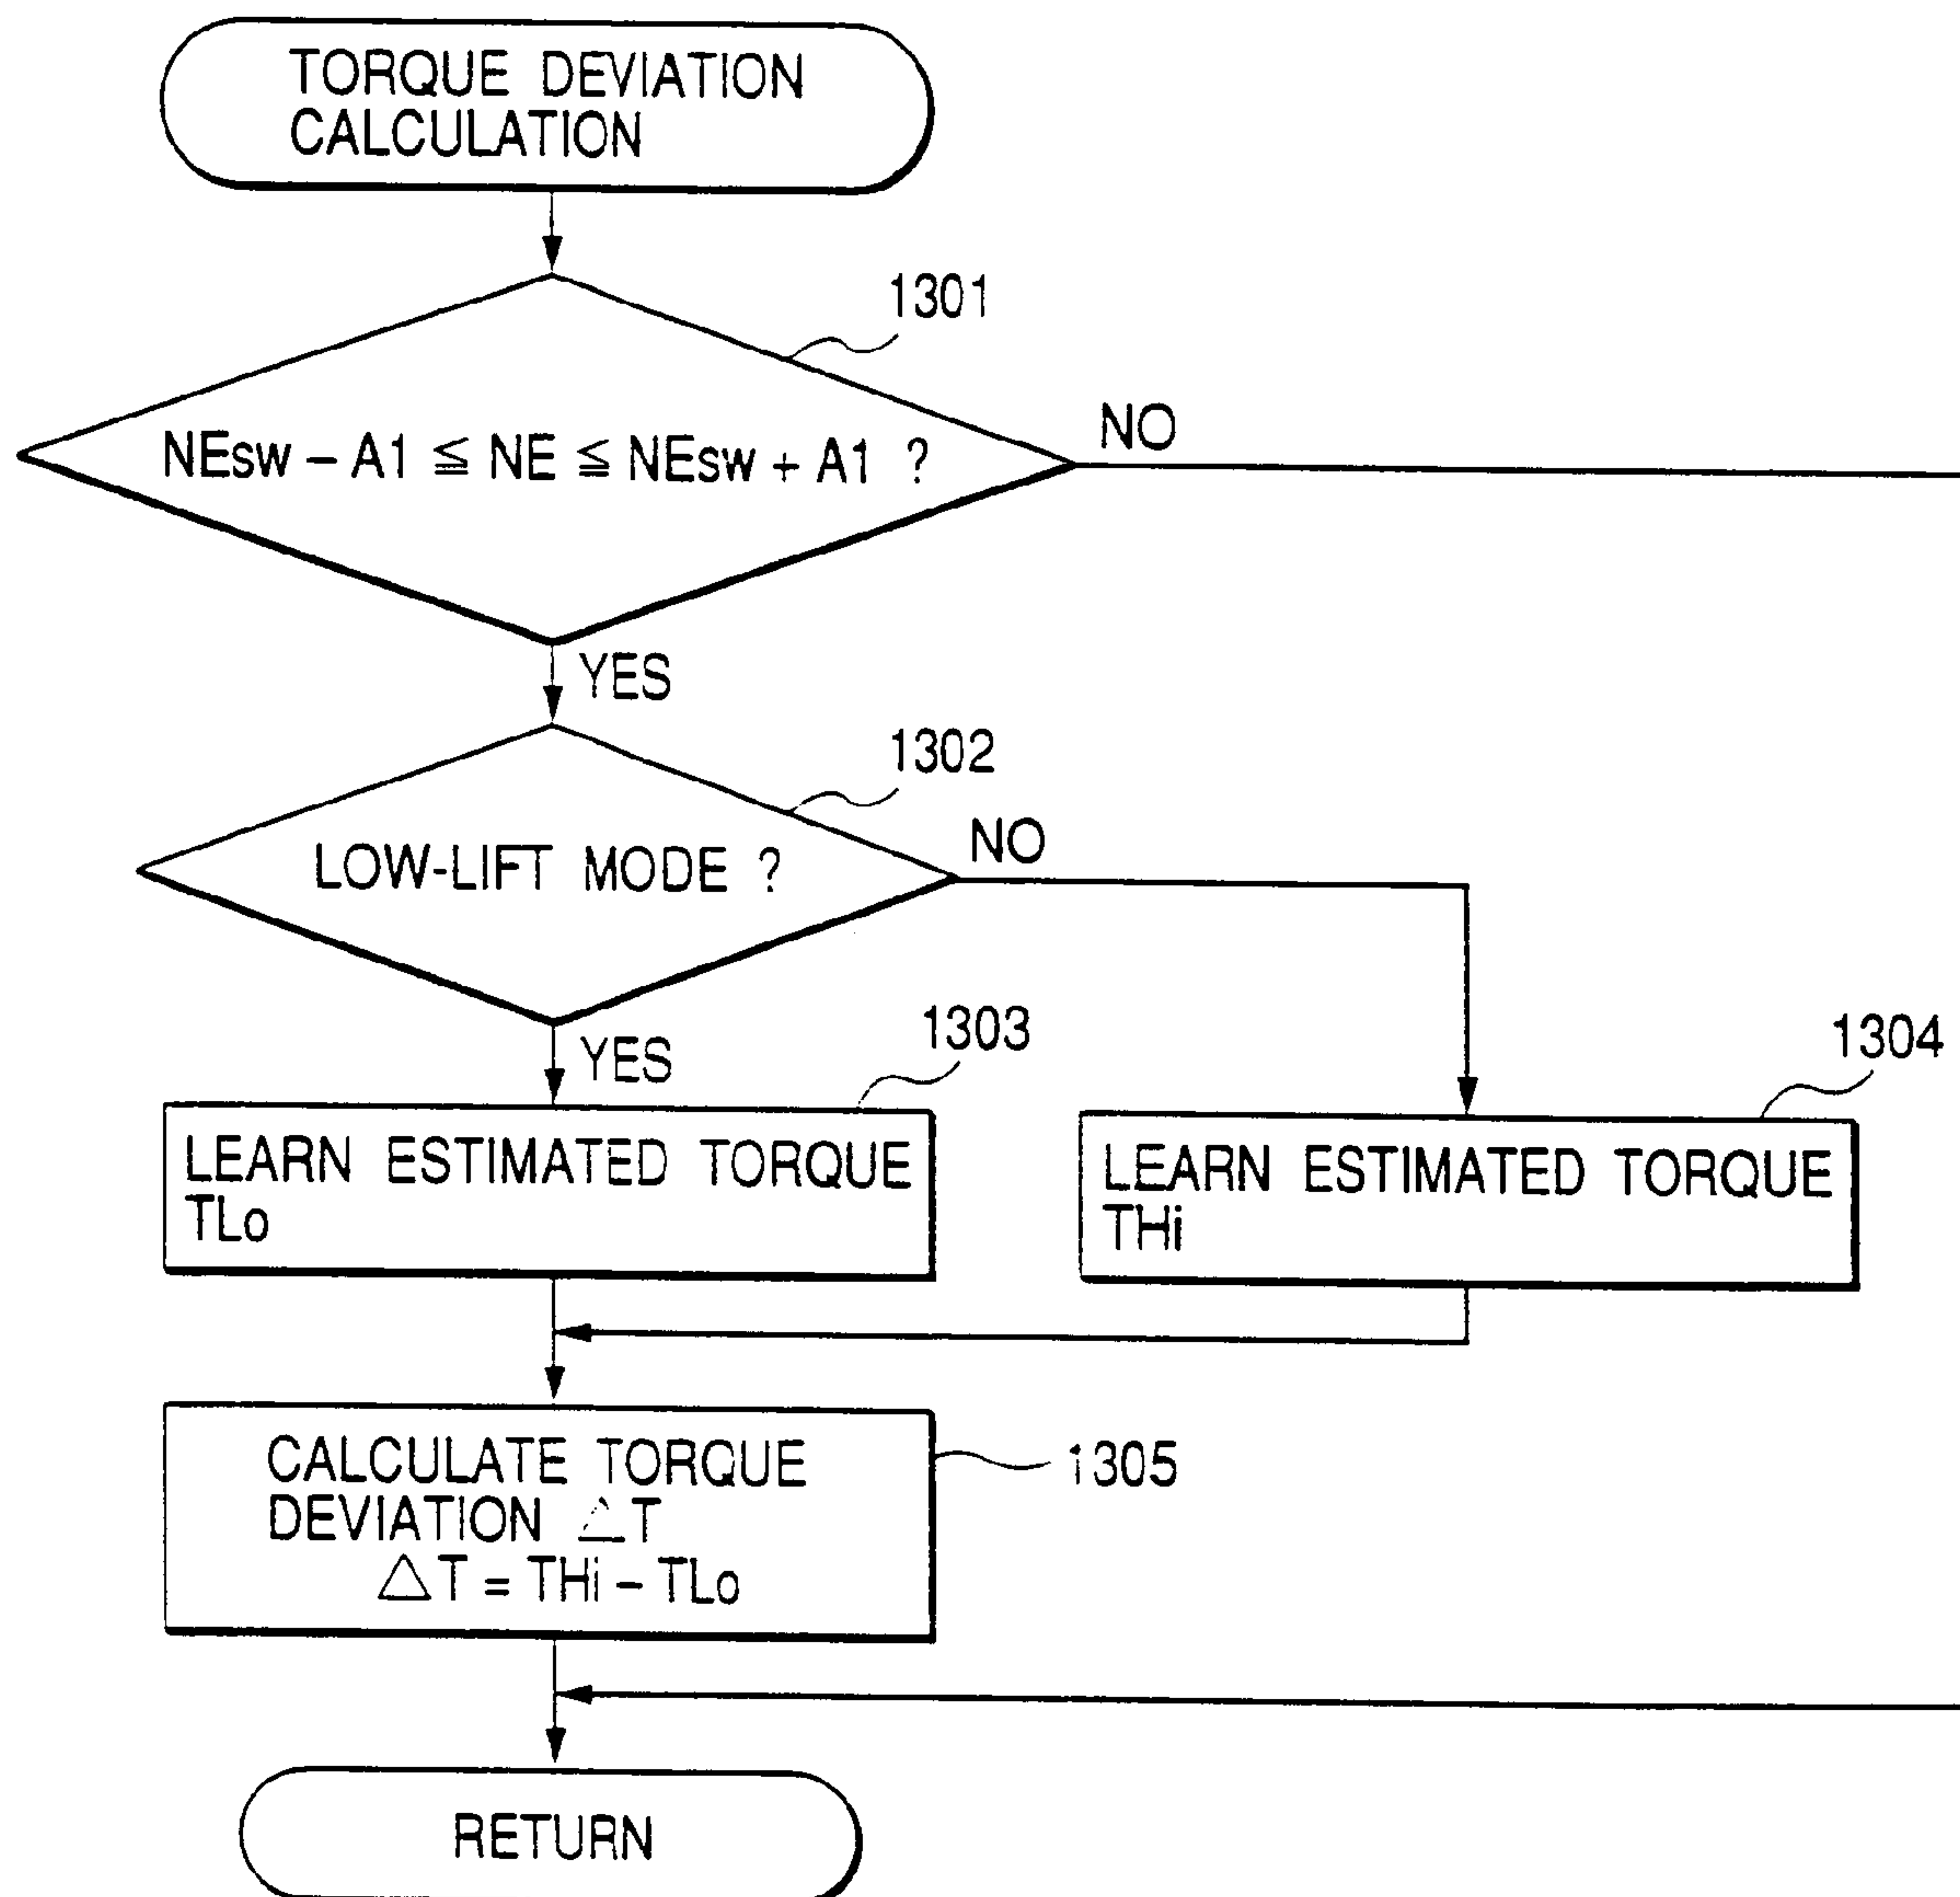 TORQUE DEVIATION
CALCULATION
1301
NEsw – A1 ≦ NE ≦ NEsw + A1 ?
NO
YES
1302
LOW-LIFT MODE ?
NO
YES
1303
LEARN ESTIMATED TORQUE
TLo
1304
LEARN ESTIMATED TORQUE
THi
CALCULATE TORQUE
DEVIATION △T
△T = THi – TLo
1305
RETURN